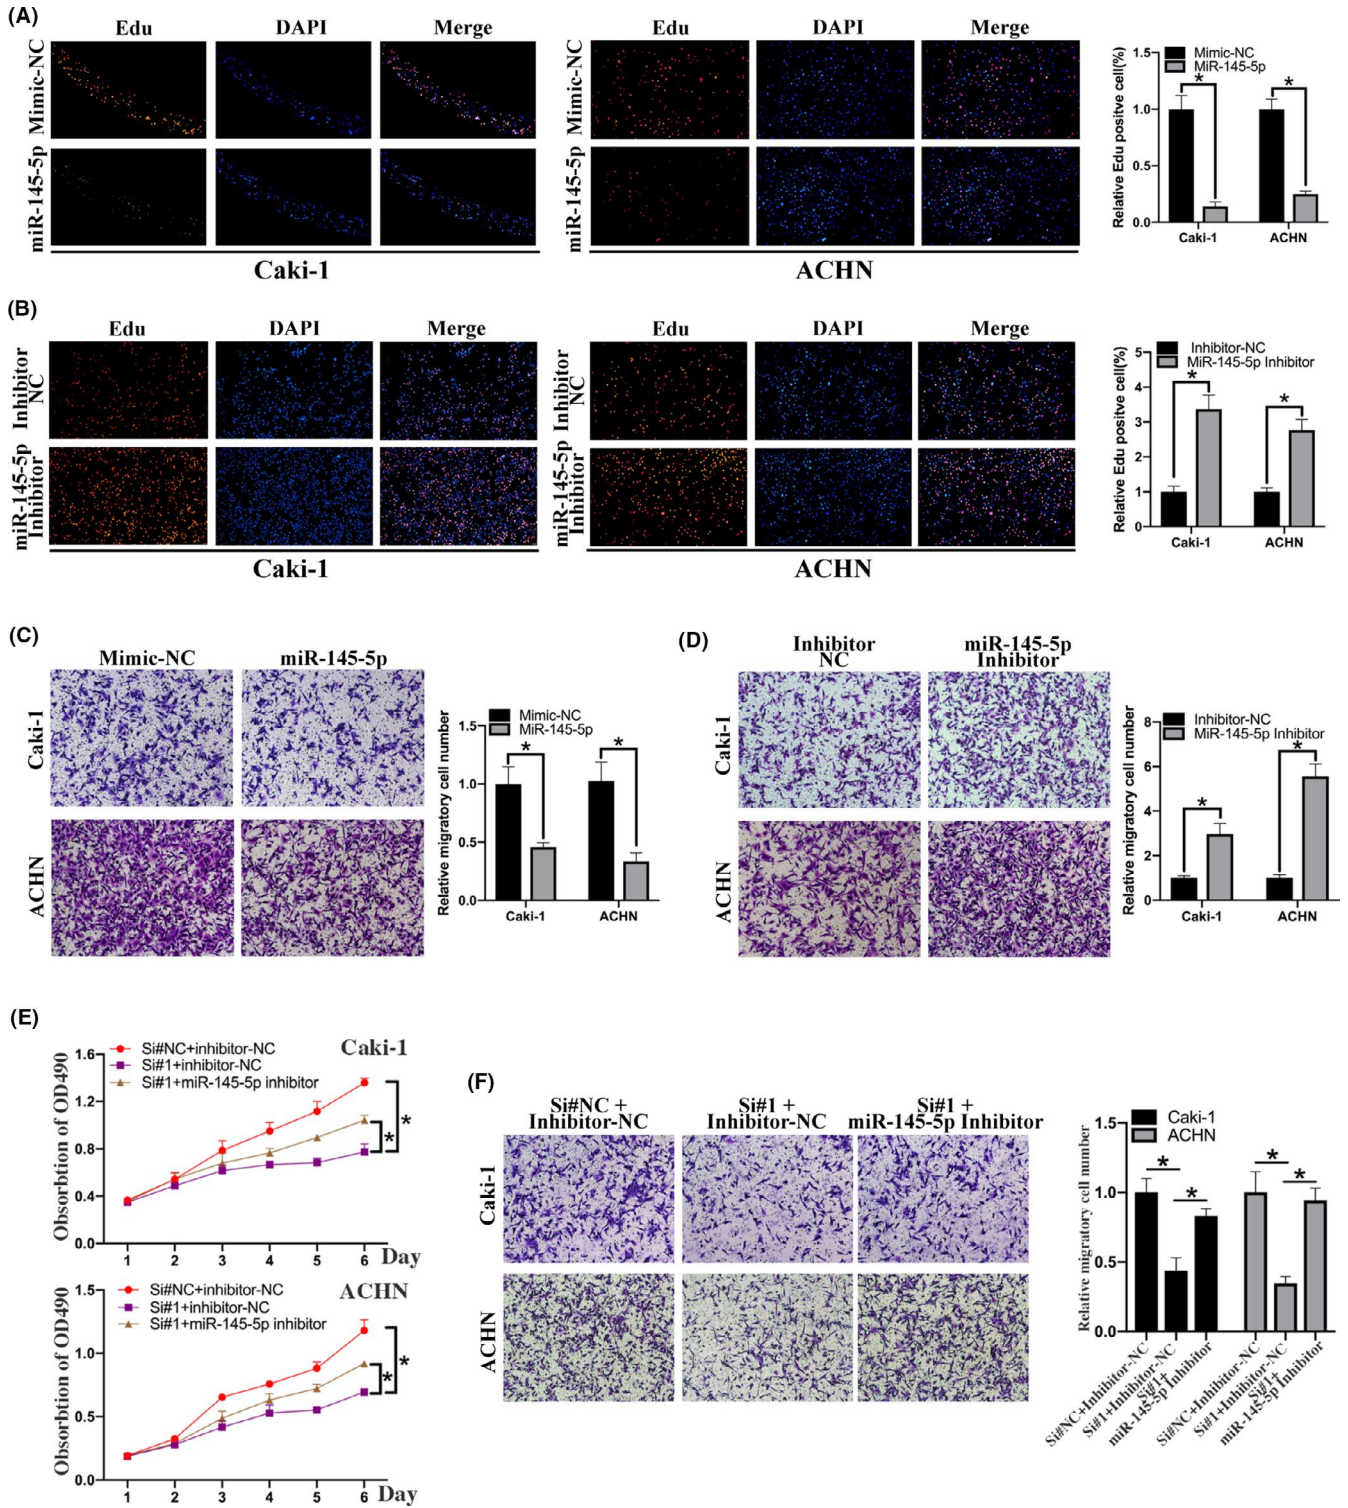 (A)
Edu DAPI Merge
Mimic-NC
miR-145-5p
Caki-1
Edu DAPI Merge
Mimic-NC
miR-145-5p
ACHN
Mimic-NC
MiR-145-5p
Relative Edu positve cell(%)
1.5
1.0
0.5
0.0
* *
Caki-1 ACHN
(B)
Edu DAPI Merge
Inhibitor
NC
miR-145-5p
Inhibitor
Caki-1
Edu DAPI Merge
Inhibitor
NC
miR-145-5p
Inhibitor
ACHN
Inhibitor-NC
MiR-145-5p Inhibitor
Relative Edu positve cell(%)
5
4
3
2
1
0
* *
Caki-1 ACHN
(C)
Mimic-NC miR-145-5p
Caki-1
ACHN
Mimic-NC
MiR-145-5p
Relative migratory cell number
1.5
1.0
0.5
0.0
* *
Caki-1 ACHN
(D)
Inhibitor
NC
miR-145-5p
Inhibitor
Caki-1
ACHN
Inhibitor-NC
MiR-145-5p Inhibitor
Relative migratory cell number
8
6
4
2
0
* *
Caki-1 ACHN
(E)
Si#NC+inhibitor-NC
Si#1+inhibitor-NC
Si#1+miR-145-5p inhibitor
Caki-1
Obsorbtion of OD490
1.6
1.2
0.8
0.4
0.0
* *
1 2 3 4 5 6 Day
Si#NC+inhibitor-NC
Si#1+inhibitor-NC
Si#1+miR-145-5p inhibitor
ACHN
Obsorbtion of OD490
1.5
1.0
0.5
0.0
* *
1 2 3 4 5 6 Day
(F)
Si#NC +
Inhibitor-NC
Si#1 +
Inhibitor-NC
Si#1 +
miR-145-5p Inhibitor
Caki-1
ACHN
Caki-1
ACHN
Relative migratory cell number
1.5
1.0
0.5
0.0
* * * *
Si#NC+Inhibitor-NC
Si#1+Inhibitor-NC
Si#1+
miR-145-5p Inhibitor
Si#NC+Inhibitor-NC
Si#1+Inhibitor-NC
Si#1+
miR-145-5p Inhibitor